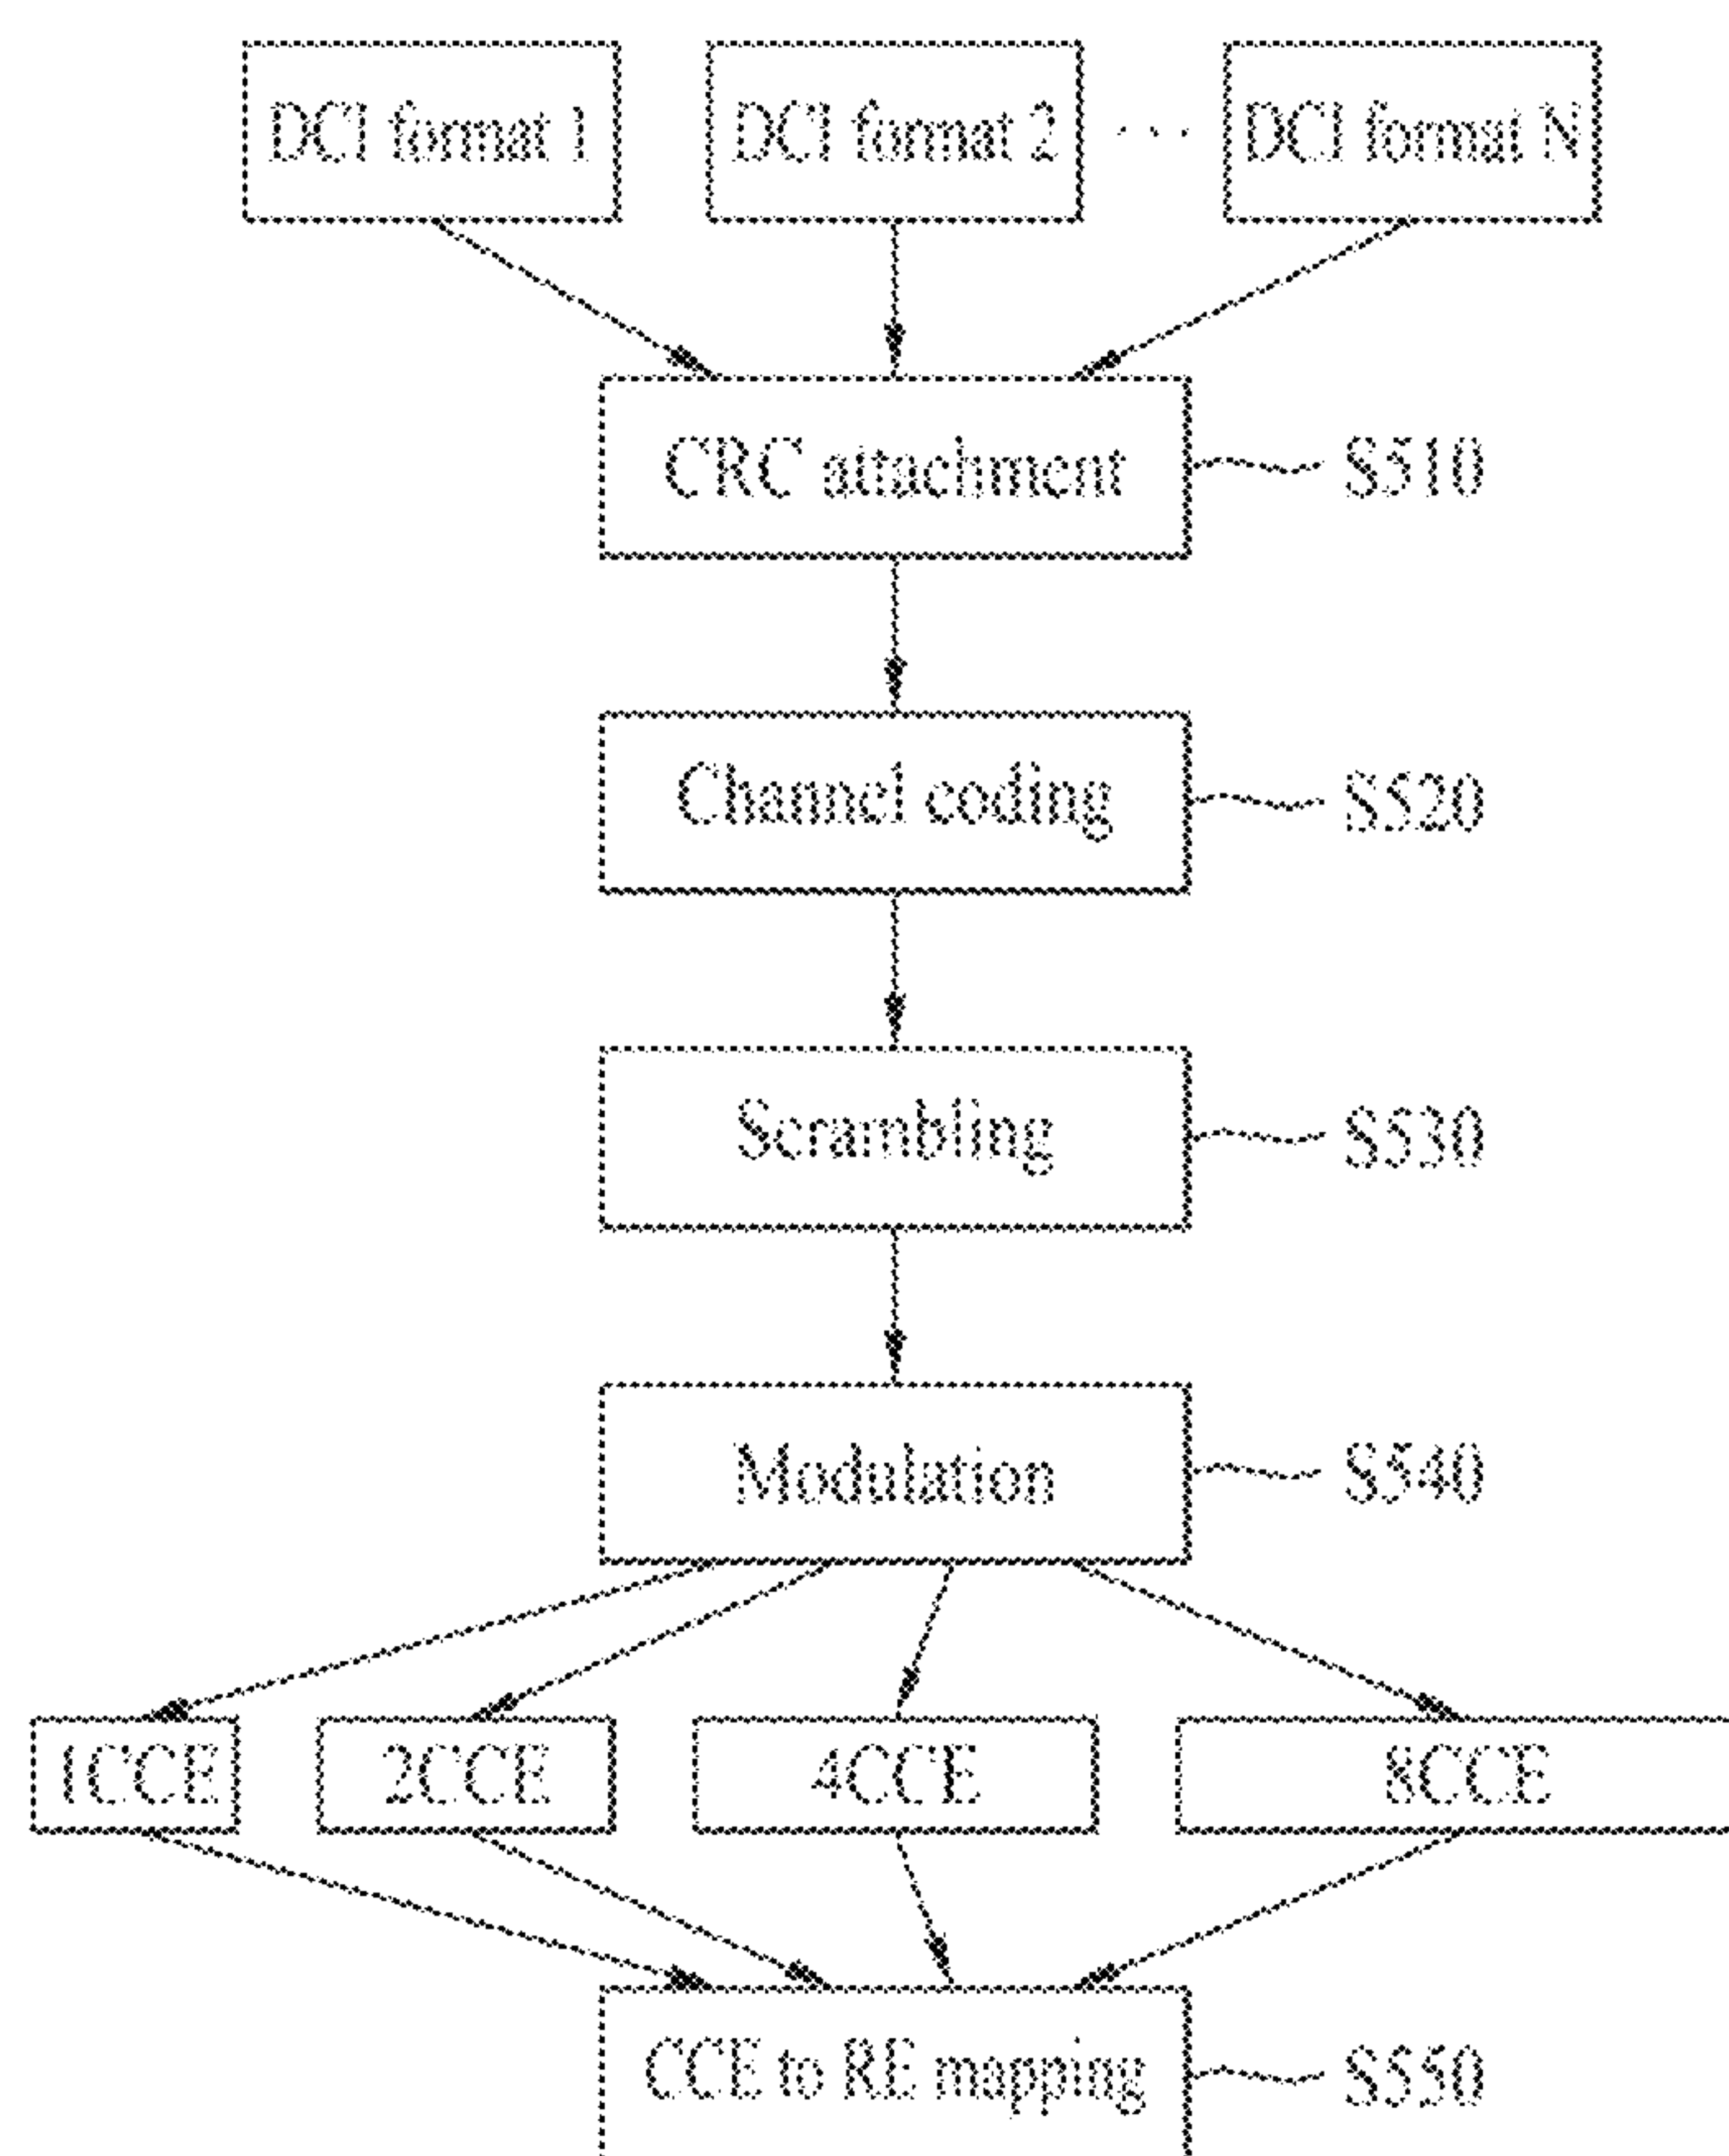 DCI format 1
DCI format 2
...
DCI format N
CRC attachment
S510
Channel coding
S520
Scrambling
S530
Modulation
S540
1CCE
2CCE
4CCE
8CCE
CCE to RE mapping
S550